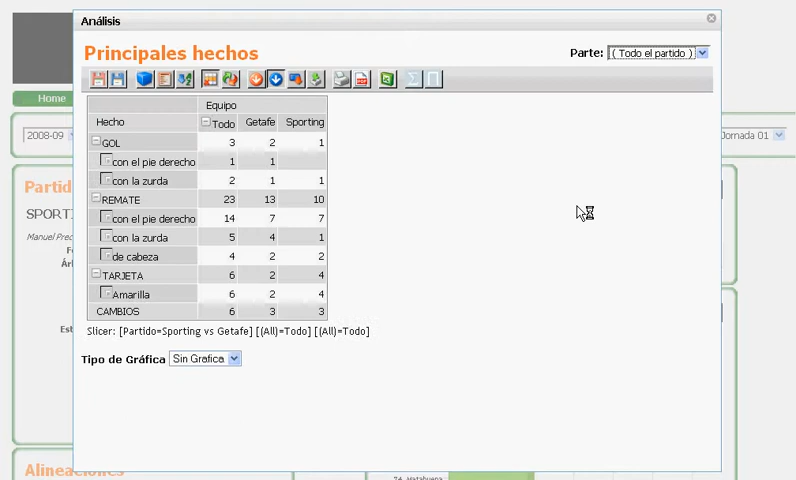 Análisis
Principales hechos
Parte: ( Todo el partido )
Home
2008-09
Jornada 01
Equipo
Hecho Todo Getafe Sporting
GOL 3 2 1
con el pie derecho 1 1
con la zurda 2 1 1
REMATE 23 13 10
con el pie derecho 14 7 7
con la zurda 5 4 1
de cabeza 4 2 2
TARJETA 6 2 4
Amarilla 6 2 4
CAMBIOS 6 3 3
Slicer: [Partido=Sporting vs Getafe] [(All)=Todo] [(All)=Todo]
Tipo de Gráfica Sin Grafica
Partid
SPORT
Manuel Prec
Est
Alineaciones